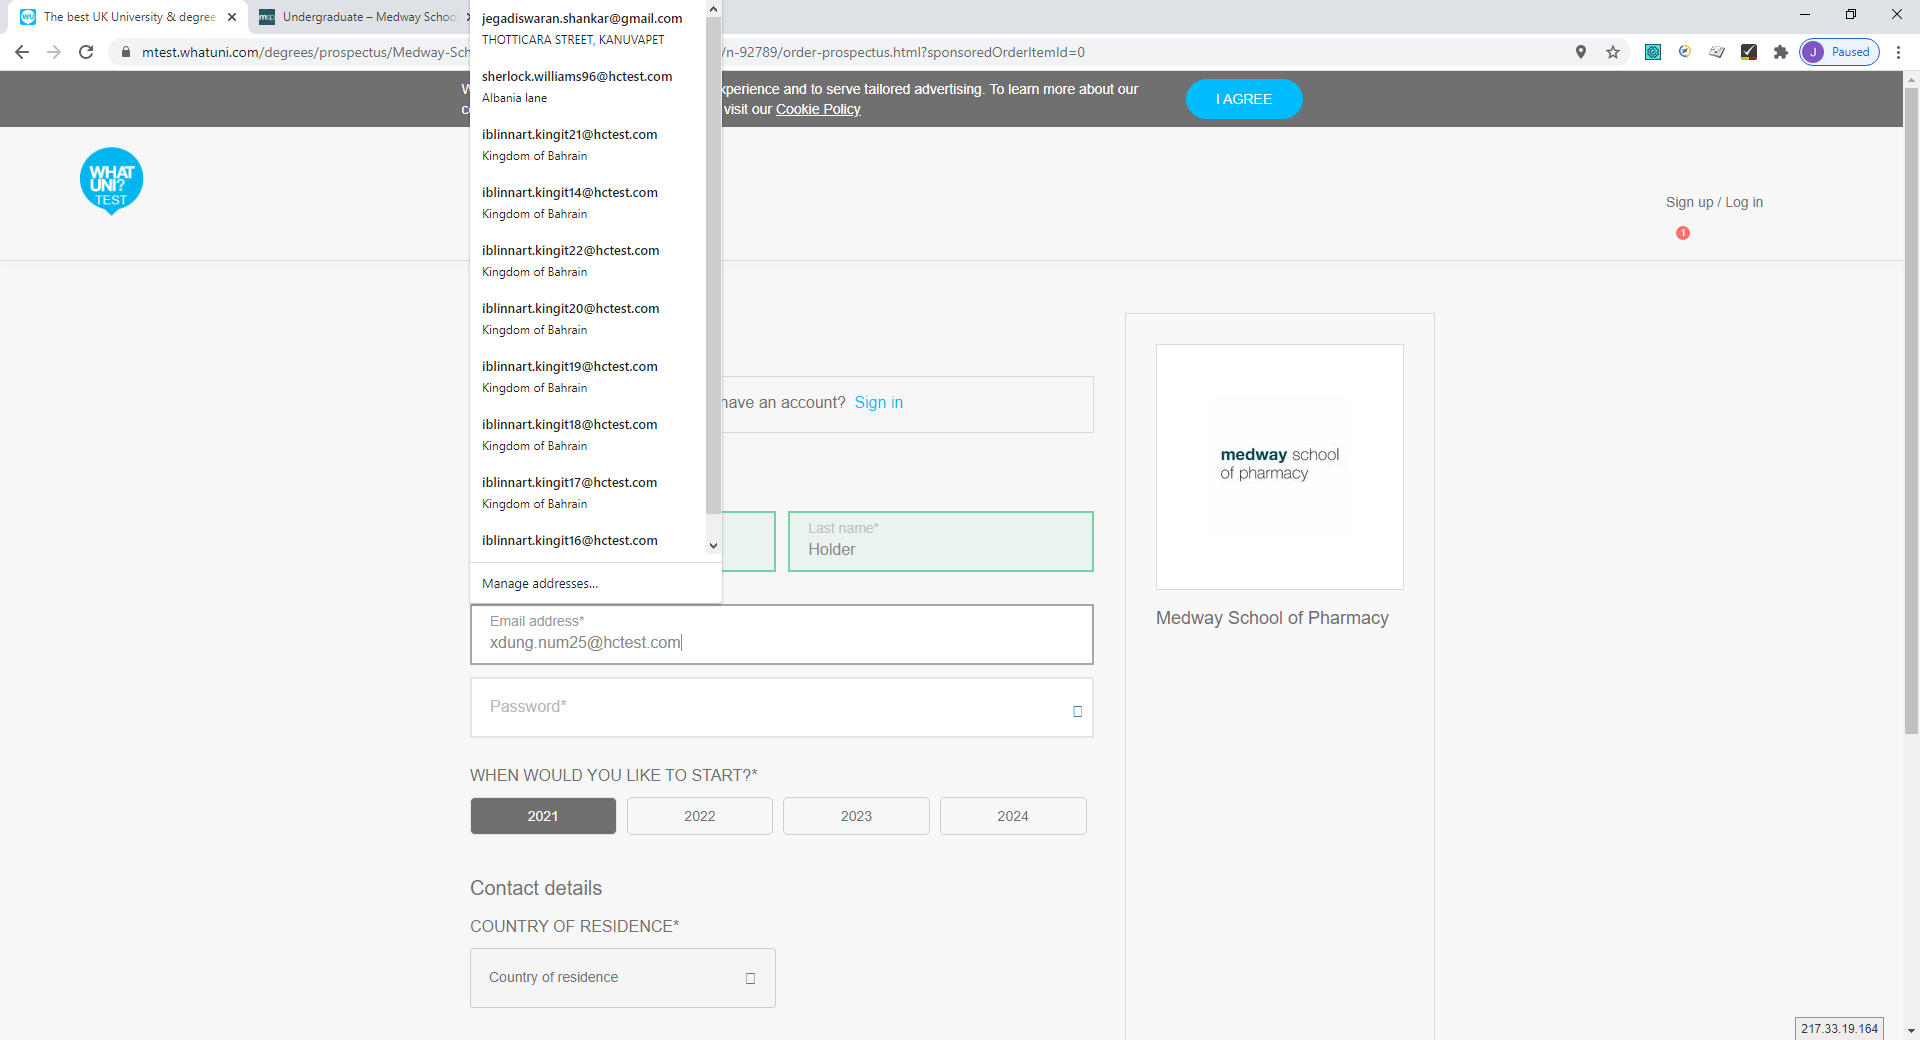 The best UK University & degree
Undergraduate – Medway Schoo
mtest.whatuni.com/degrees/prospectus/Medway-Sch
/n-92789/order-prospectus.html?sponsoredOrderItemId=0
J Paused
xperience and to serve tailored advertising. To learn more about our
visit our Cookie Policy
I AGREE
WHAT
UNI?
TEST
Sign up / Log in
1
jegadiswaran.shankar@gmail.com
THOTTICARA STREET, KANUVAPET
sherlock.williams96@hctest.com
Albania lane
iblinnart.kingit21@hctest.com
Kingdom of Bahrain
iblinnart.kingit14@hctest.com
Kingdom of Bahrain
iblinnart.kingit22@hctest.com
Kingdom of Bahrain
iblinnart.kingit20@hctest.com
Kingdom of Bahrain
iblinnart.kingit19@hctest.com
Kingdom of Bahrain
iblinnart.kingit18@hctest.com
Kingdom of Bahrain
iblinnart.kingit17@hctest.com
Kingdom of Bahrain
iblinnart.kingit16@hctest.com
Manage addresses...
have an account? Sign in
Last name*
Holder
Email address*
xdung.num25@hctest.com
Password*
WHEN WOULD YOU LIKE TO START?*
2021 2022 2023 2024
Contact details
COUNTRY OF RESIDENCE*
Country of residence
medway school
of pharmacy
Medway School of Pharmacy
217.33.19.164